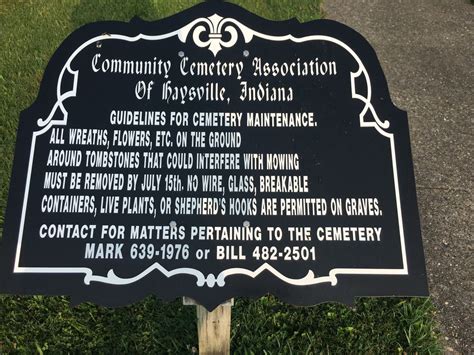 Community Cemetery Association
Of Haysville, Indiana
GUIDELINES FOR CEMETERY MAINTENANCE.
ALL WREATHS, FLOWERS, ETC. ON THE GROUND
AROUND TOMBSTONES THAT COULD INTERFERE WITH MOWING
MUST BE REMOVED BY JULY 15th. NO WIRE, GLASS, BREAKABLE
CONTAINERS, LIVE PLANTS, OR SHEPHERD'S HOOKS ARE PERMITTED ON GRAVES.
CONTACT FOR MATTERS PERTAINING TO THE CEMETERY
MARK 639-1976 or BILL 482-2501